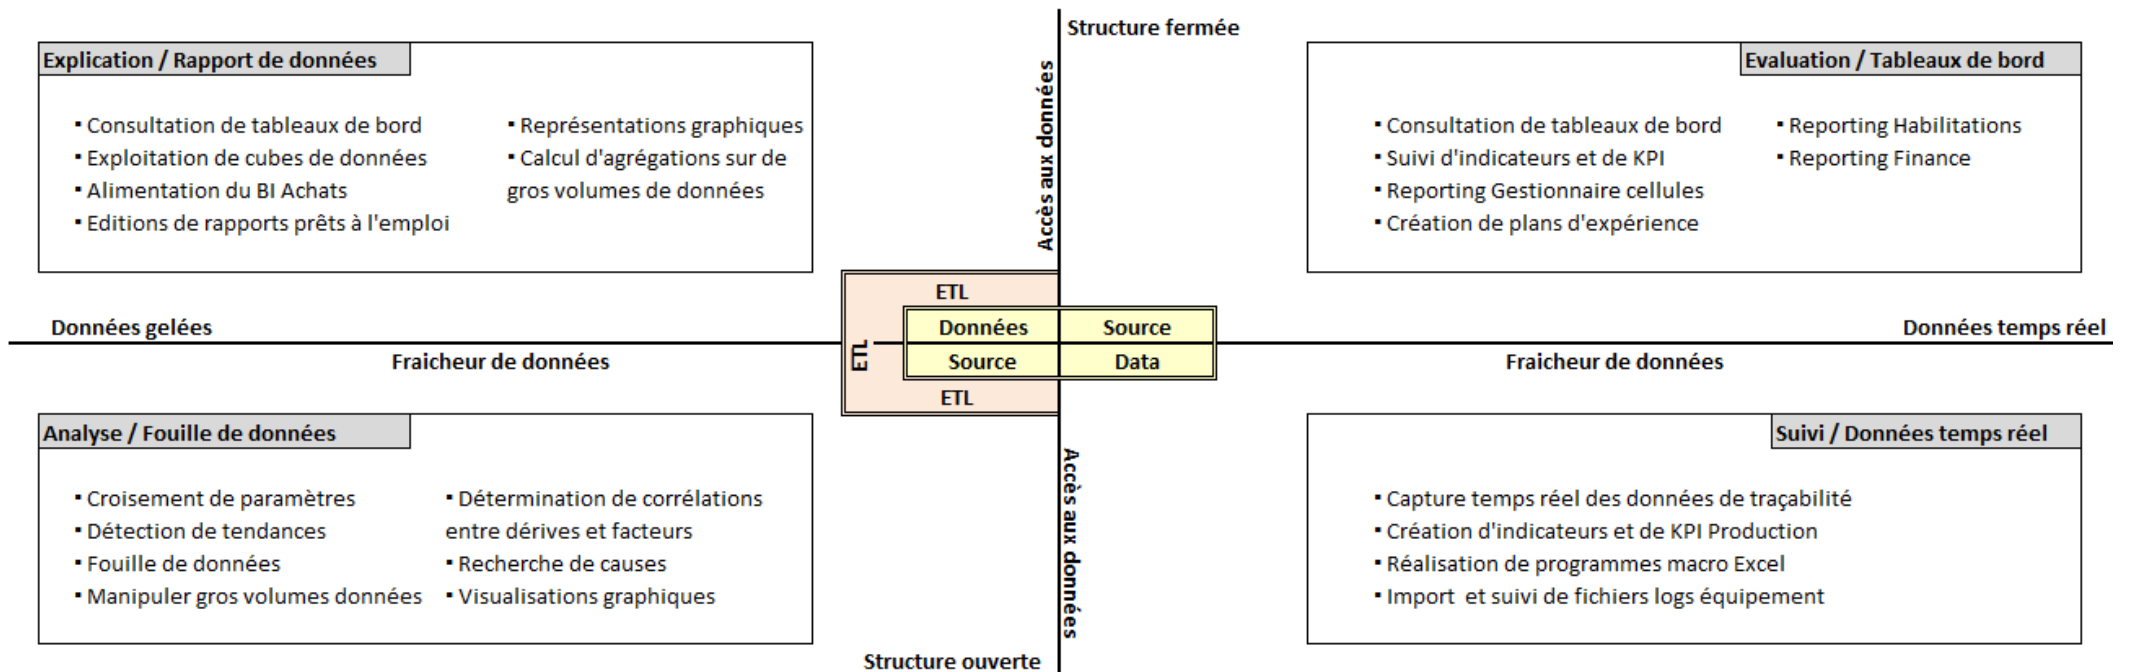 Structure fermée
Explication / Rapport de données
▪ Consultation de tableaux de bord
▪ Exploitation de cubes de données
▪ Alimentation du BI Achats
▪ Editions de rapports prêts à l'emploi
▪ Représentations graphiques
▪ Calcul d'agrégations sur de
gros volumes de données
Accès aux données
Evaluation / Tableaux de bord
▪ Consultation de tableaux de bord
▪ Suivi d'indicateurs et de KPI
▪ Reporting Gestionnaire cellules
▪ Création de plans d'expérience
▪ Reporting Habilitations
▪ Reporting Finance
Données gelées
Fraicheur de données
ETL
ETL
ETL
Données
Source
Source
Data
Données temps réel
Fraicheur de données
Analyse / Fouille de données
▪ Croisement de paramètres
▪ Détection de tendances
▪ Fouille de données
▪ Manipuler gros volumes données
▪ Détermination de corrélations
entre dérives et facteurs
▪ Recherche de causes
▪ Visualisations graphiques
Accès aux données
Suivi / Données temps réel
▪ Capture temps réel des données de traçabilité
▪ Création d'indicateurs et de KPI Production
▪ Réalisation de programmes macro Excel
▪ Import et suivi de fichiers logs équipement
Structure ouverte